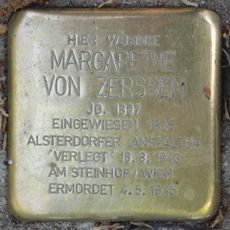 HIER WOHNTE
MARGARETHE
VON ZERSSEN
JG. 1897
EINGEWIESEN 1925
ALSTERDORFER ANSTALTEN
'VERLEGT' 16.8.1943
AM STEINHOF / WIEN
ERMORDET 4.5.1945